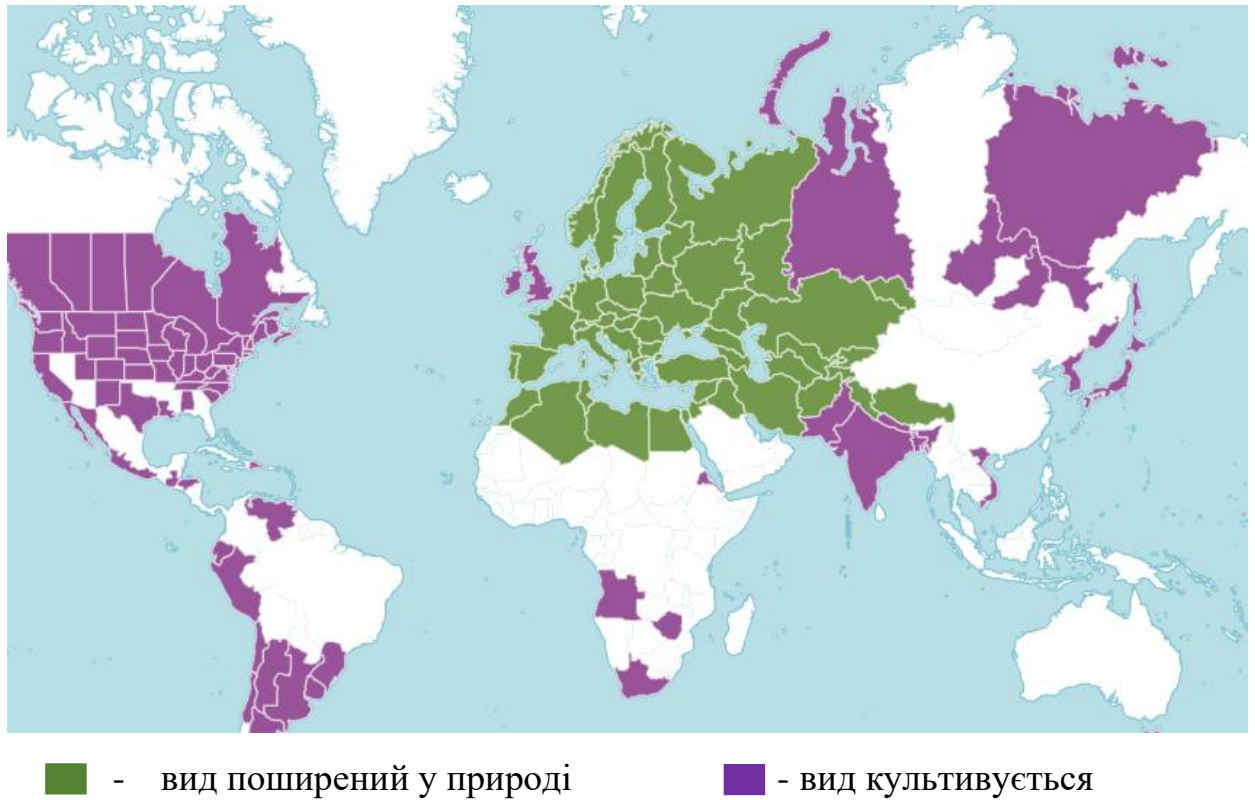 - вид поширений у природі - вид культивується